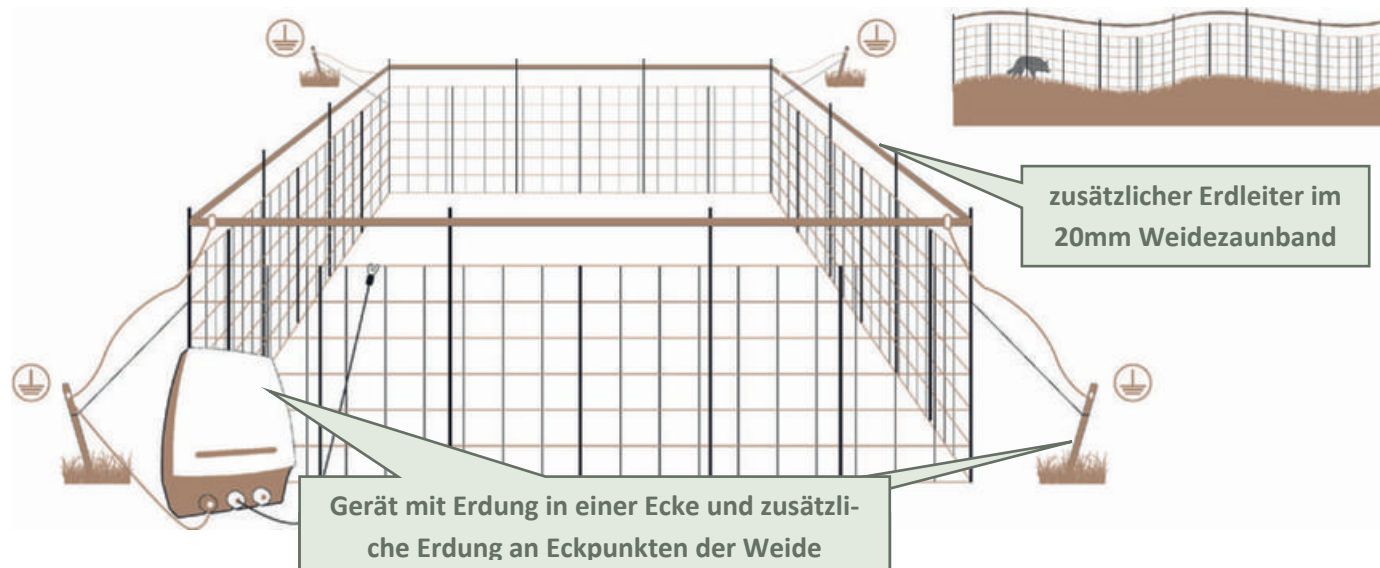 zusätzlicher Erdleiter im
20mm Weidezaunband
Gerät mit Erdung in einer Ecke und zusätzli-
che Erdung an Eckpunkten der Weide